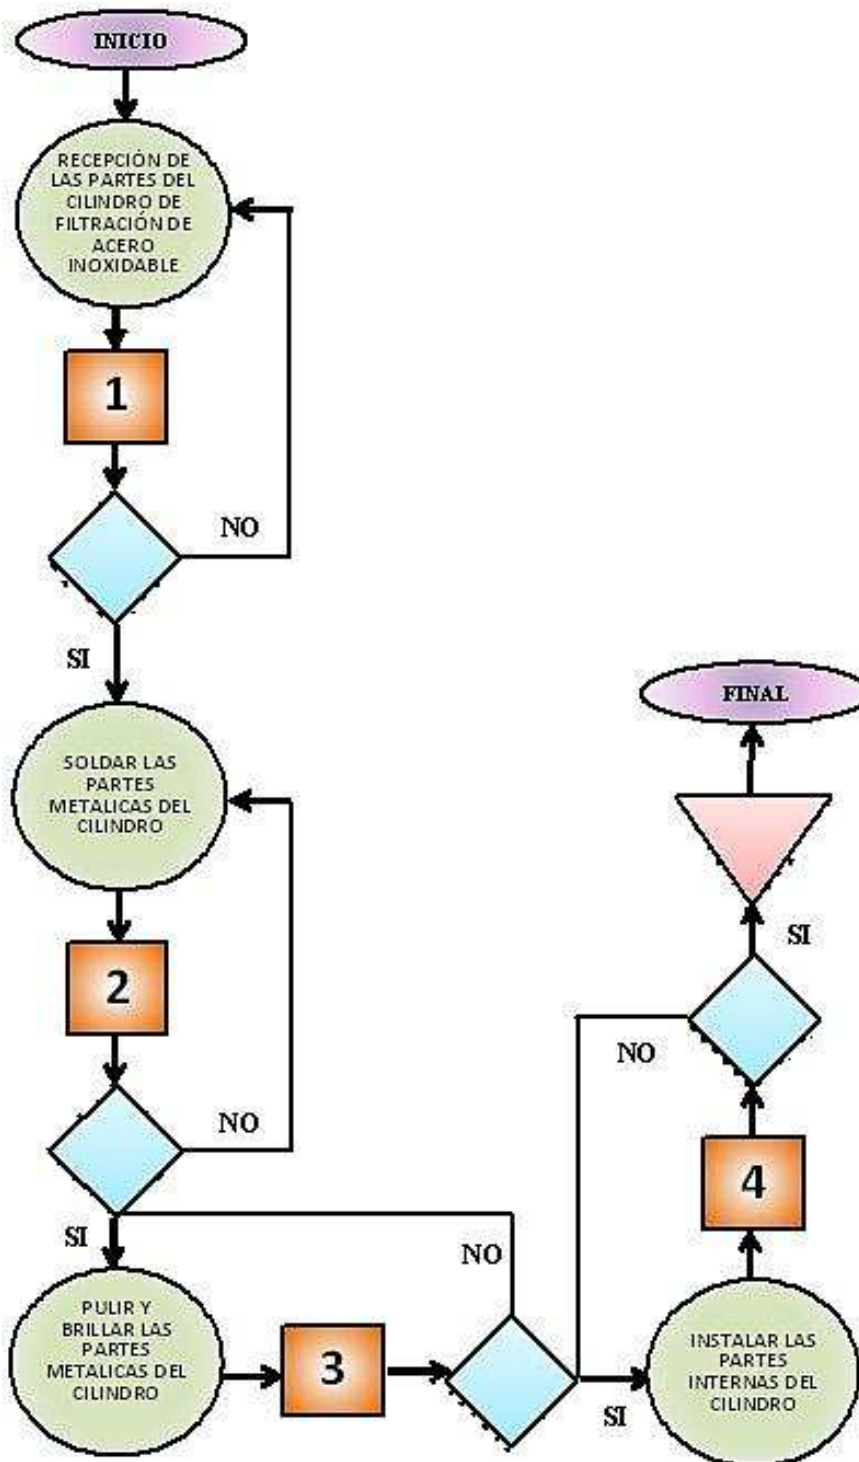 INICIO
RECEPCIÓN DE
LAS PARTES DEL
CILINDRO DE
FILTRACIÓN DE
ACERO
INOXIDABLE
1
NO
SI
SOLDAR LAS
PARTES
METALICAS DEL
CILINDRO
2
NO
SI
PULIR Y
BRILLAR LAS
PARTES
METALICAS DEL
CILINDRO
3
NO
SI
INSTALAR LAS
PARTES
INTERNAS DEL
CILINDRO
4
NO
SI
FINAL